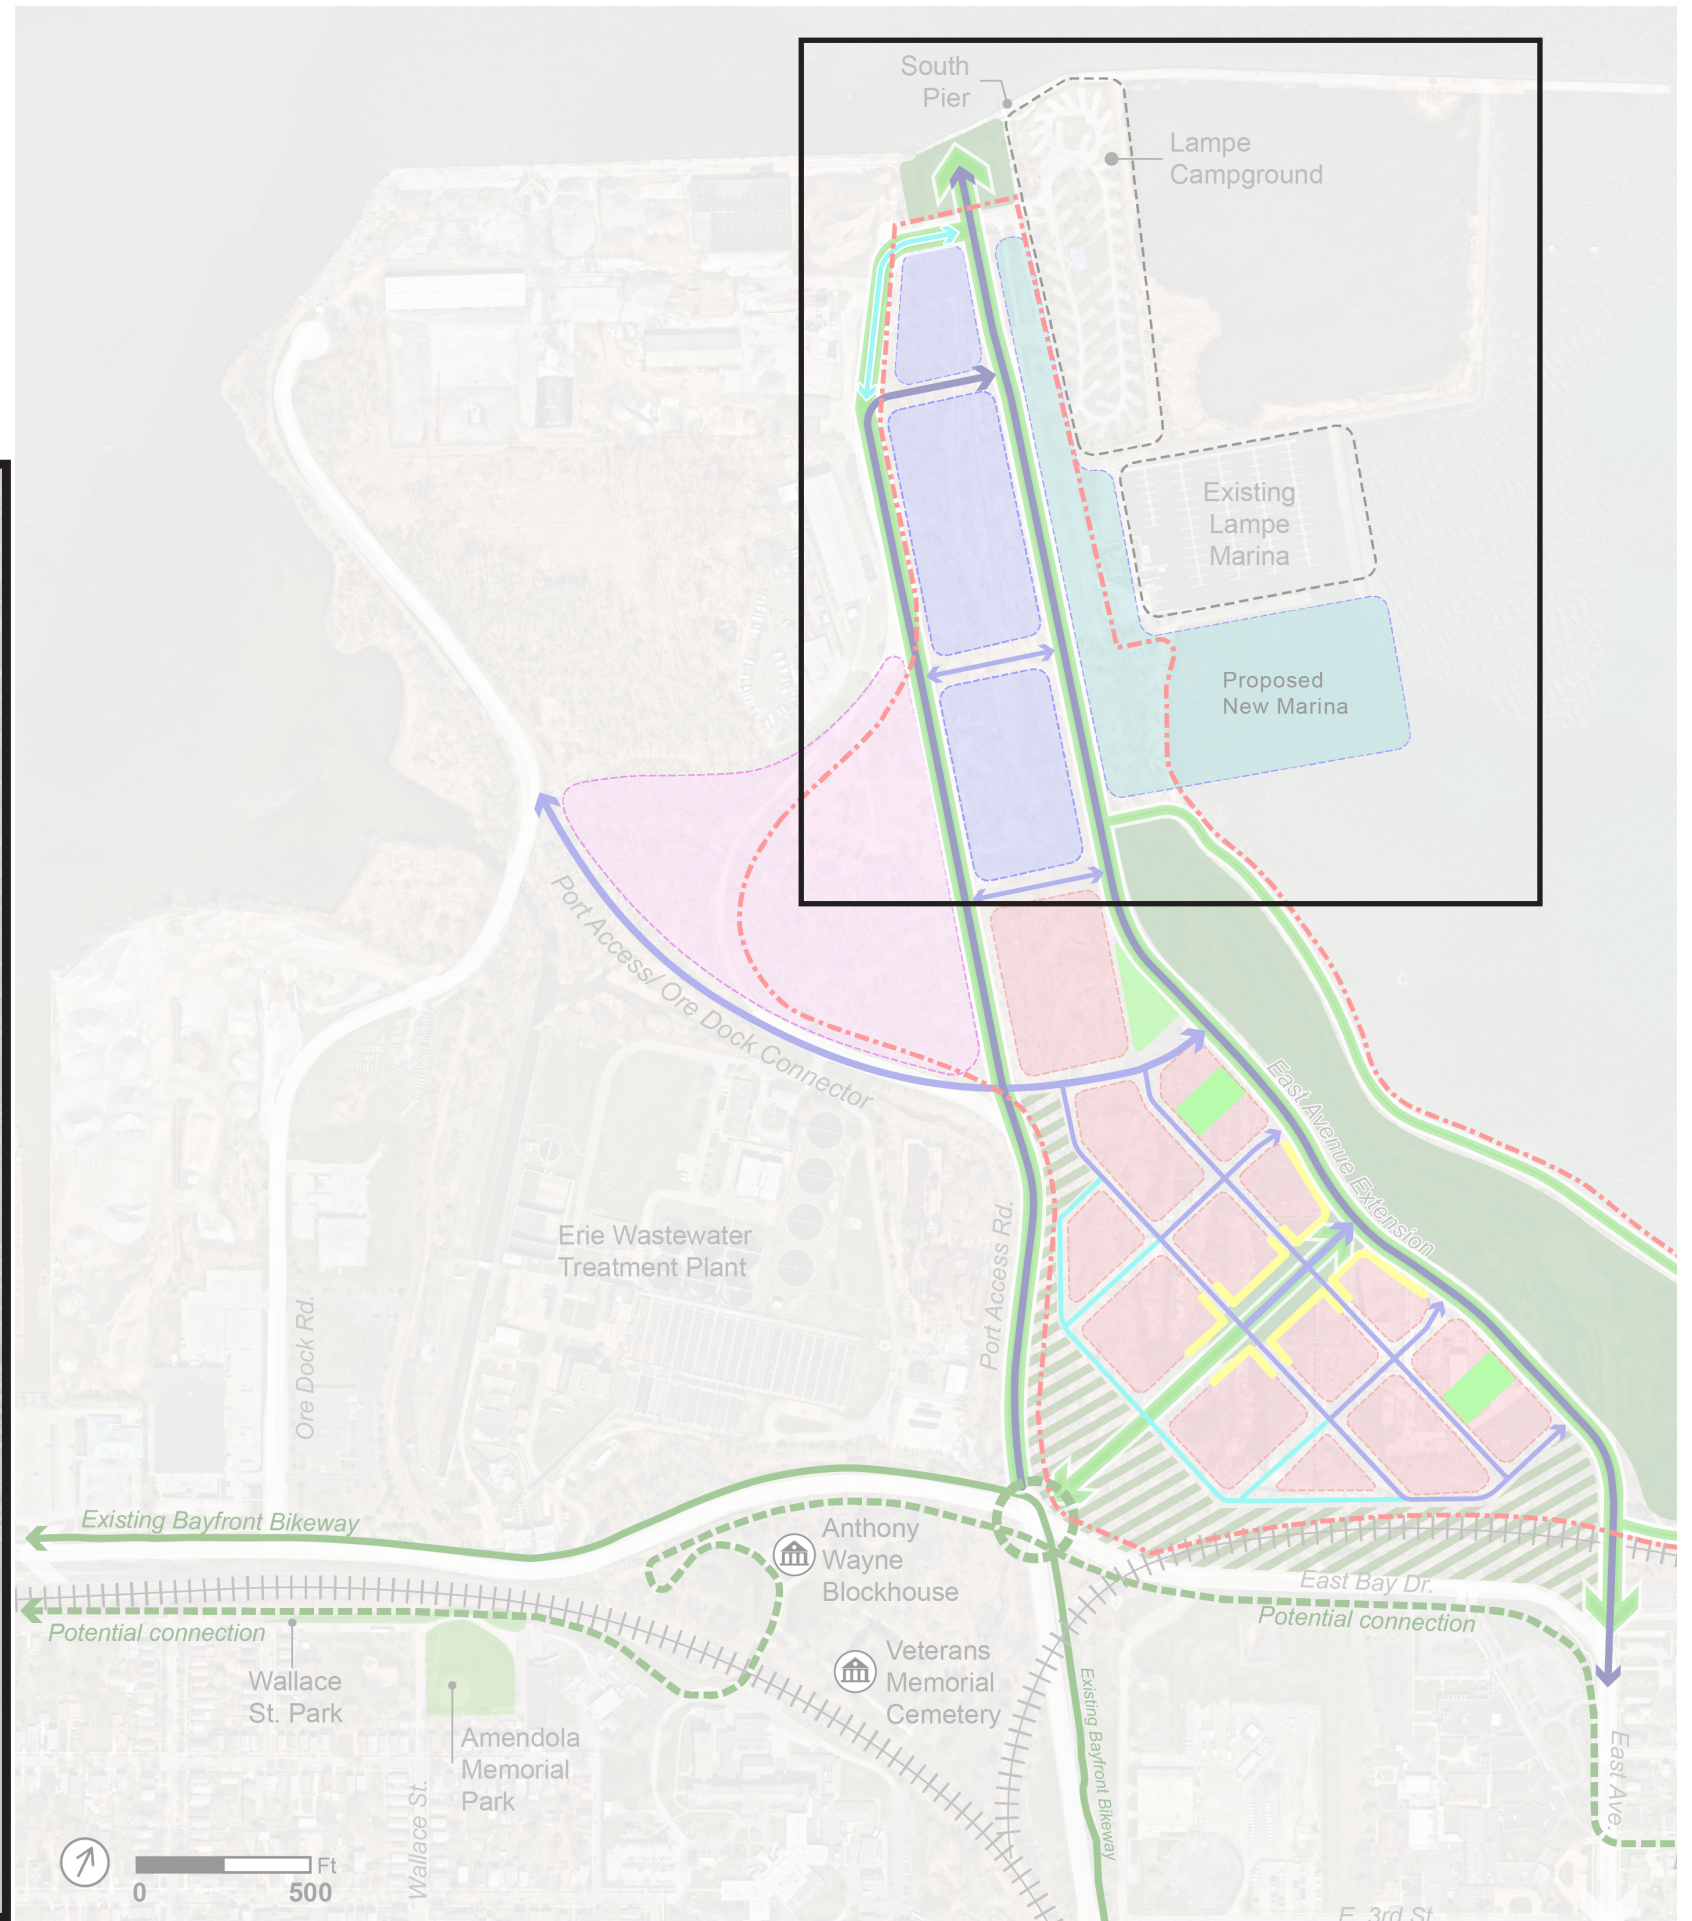 South
Pier
Lampe
Campground
Existing
Lampe
Marina
Proposed
New Marina
Port Access/ Ore Dock Connector
East Avenue Extension
Erie Wastewater
Treatment Plant
Port Access Rd.
Ore Dock Rd.
Existing Bayfront Bikeway
Anthony
Wayne
Blockhouse
East Bay Dr.
Potential connection
Potential connection
Wallace
St. Park
Veterans
Memorial
Cemetery
Existing Bayfront Bikeway
Amendola
Memorial
Park
Wallace St.
East Ave.
Ft
0 500
E. 3rd St